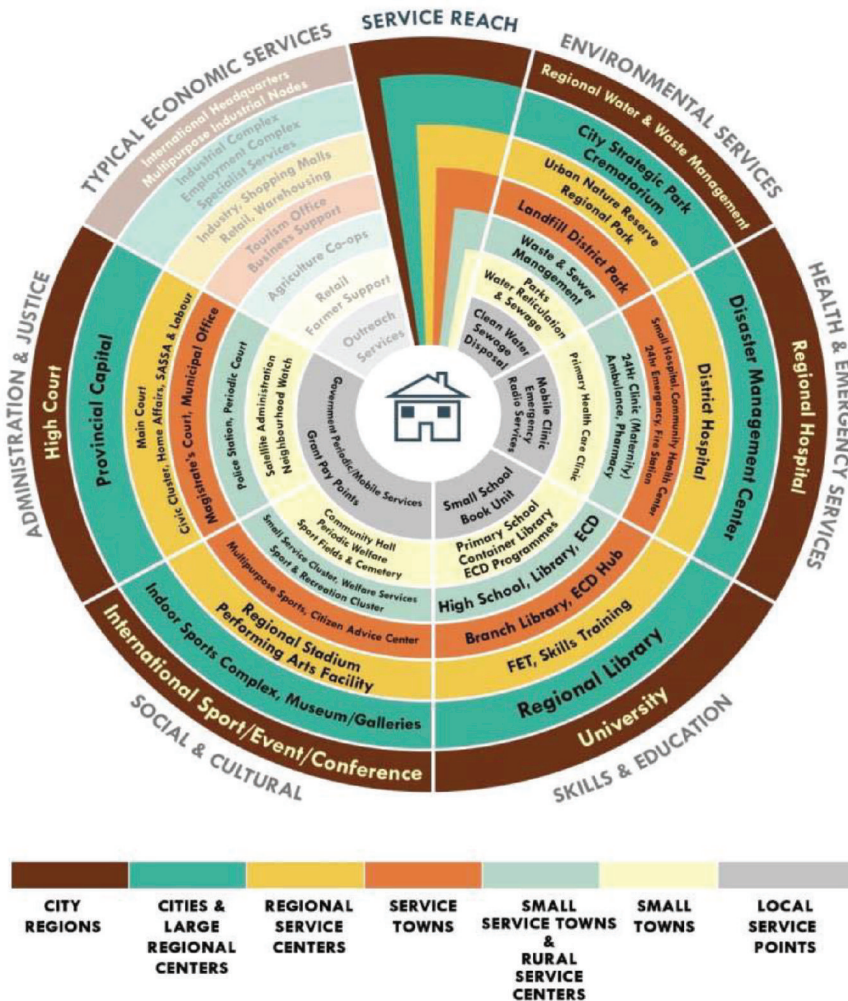 SERVICE REACH
ENVIRONMENTAL SERVICES
Regional Water & Waste Management
City Strategic Park
Crematorium
Urban Nature Reserve
Regional Park
Landfill District Park
Waste & Sewer
Management
Parks
Water Reticulation
& Sewage
Clean Water
Sewage
Disposal
HEALTH & EMERGENCY SERVICES
Regional Hospital
Disaster Management Center
District Hospital
Small Hospital, Community Health Center
24hr Emergency, Fire Station
24Hr Clinic (Maternity)
Ambulance, Pharmacy
Primary Health Care Clinic
Mobile Clinic
Emergency
Radio Services
SKILLS & EDUCATION
University
Regional Library
FET, Skills Training
Branch Library, ECD Hub
High School, Library, ECD
Primary School
Container Library
ECD Programmes
Small School
Book Unit
SOCIAL & CULTURAL
International Sport/Event/Conference
Indoor Sports Complex, Museum/Galleries
Regional Stadium
Performing Arts Facility
Multipurpose Sports, Citizen Advice Center
Small Service Cluster, Welfare Services
Sport & Recreation Cluster
Community Hall
Periodic Welfare
Sport Fields & Cemetery
Government Periodic/Mobile Services
Grant Pay Points
ADMINISTRATION & JUSTICE
High Court
Provincial Capital
Main Court
Civic Cluster, Home Affairs, SASSA & Labour
Magistrate's Court, Municipal Office
Police Station, Periodic Court
Satellite Administration
Neighbourhood Watch
TYPICAL ECONOMIC SERVICES
International Headquarters
Multipurpose Industrial Nodes
Industrial Complex
Employment Complex
Specialist Services
Industry, Shopping Malls
Retail, Warehousing
Tourism Office
Business Support
Agriculture Co-ops
Retail
Farmer Support
Outreach
Services
CITY
REGIONS
CITIES &
LARGE
REGIONAL
CENTERS
REGIONAL
SERVICE
CENTERS
SERVICE
TOWNS
SMALL
SERVICE TOWNS
&
RURAL
SERVICE
CENTERS
SMALL
TOWNS
LOCAL
SERVICE
POINTS